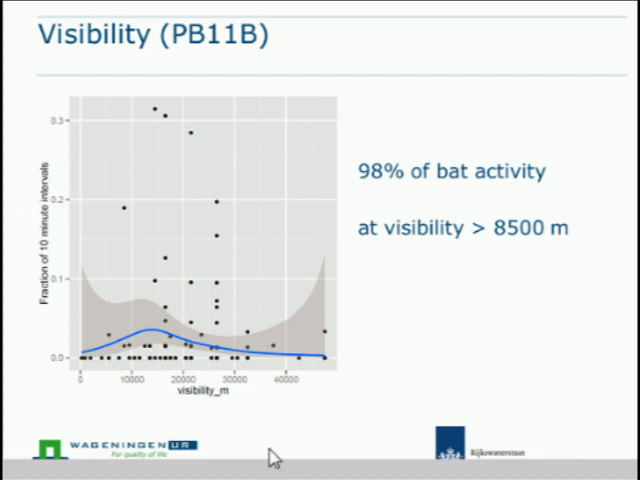 Visibility (PB11B)
Fraction of 10 minute intervals
0.3
0.2
0.1
0.0
0
10000
20000
30000
40000
visibility_m
98% of bat activity
at visibility > 8500 m
WAGENINGEN UR
For quality of life
Rijkswaterstaat